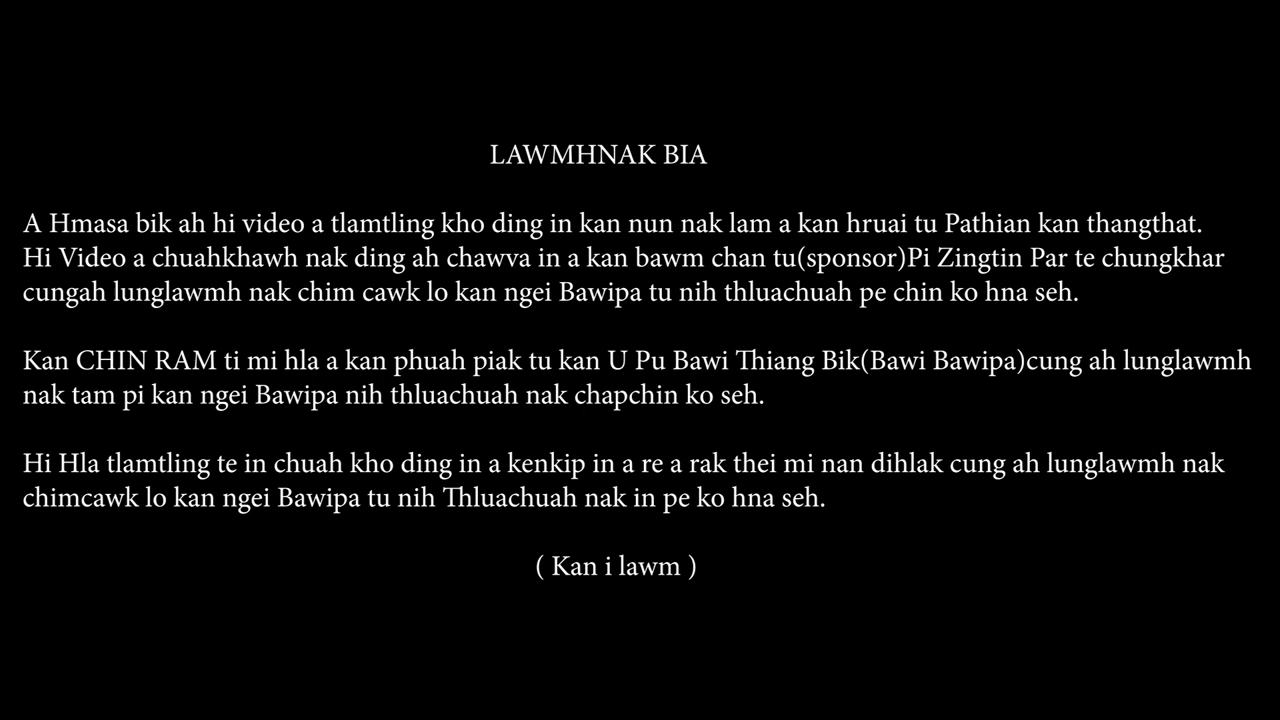 LAWMHNAK BIA
A Hmasa bik ah hi video a tlamtling kho ding in kan nun nak lam a kan hruai tu Pathian kan thangthat.
Hi Video a chuahkhawh nak ding ah chawva in a kan bawm chan tu(sponsor)Pi Zingtin Par te chungkhar
cungah lunglawmh nak chim cawk lo kan ngei Bawipa tu nih thluachuah pe chin ko hna seh.
Kan CHIN RAM ti mi hla a kan phuah piak tu kan U Pu Bawi Thiang Bik(Bawi Bawipa)cung ah lunglawmh
nak tam pi kan ngei Bawipa nih thluachuah nak chapchin ko seh.
Hi Hla tlamtling te in chuah kho ding in a kenkip in a re a rak thei mi nan dihlak cung ah lunglawmh nak
chimcawk lo kan ngei Bawipa tu nih Thluachuah nak in pe ko hna seh.
( Kan i lawm )